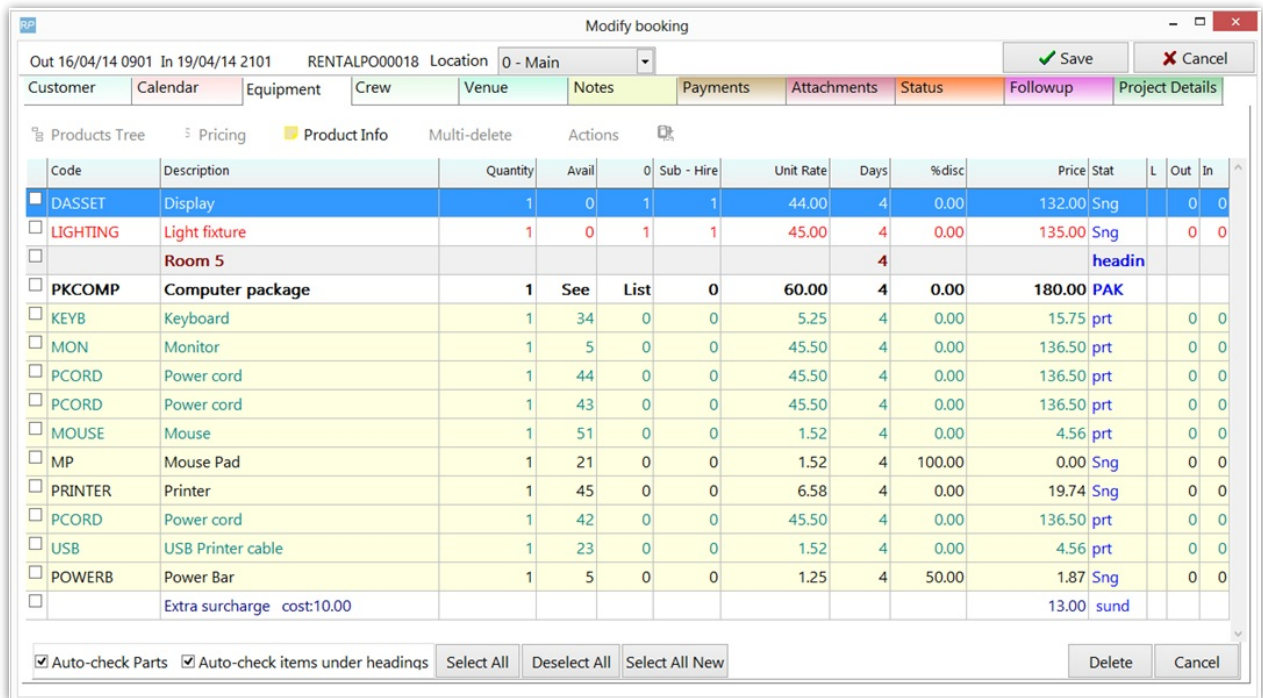 RP Modify booking
Out 16/04/14 0901 In 19/04/14 2101 RENTALPO00018 Location 0 - Main Save Cancel
Customer Calendar Equipment Crew Venue Notes Payments Attachments Status Followup Project Details
Products Tree Pricing Product Info Multi-delete Actions
Code Description Quantity Avail 0 Sub - Hire Unit Rate Days %disc Price Stat L Out In
DASSET Display 1 0 1 1 44.00 4 0.00 132.00 Sng 0 0
LIGHTING Light fixture 1 0 1 1 45.00 4 0.00 135.00 Sng 0 0
Room 5 4 headin
PKCOMP Computer package 1 See List 0 60.00 4 0.00 180.00 PAK
KEYB Keyboard 1 34 0 0 5.25 4 0.00 15.75 prt 0 0
MON Monitor 1 5 0 0 45.50 4 0.00 136.50 prt 0 0
PCORD Power cord 1 44 0 0 45.50 4 0.00 136.50 prt 0 0
PCORD Power cord 1 43 0 0 45.50 4 0.00 136.50 prt 0 0
MOUSE Mouse 1 51 0 0 1.52 4 0.00 4.56 prt 0 0
MP Mouse Pad 1 21 0 0 1.52 4 100.00 0.00 Sng 0 0
PRINTER Printer 1 45 0 0 6.58 4 0.00 19.74 Sng 0 0
PCORD Power cord 1 42 0 0 45.50 4 0.00 136.50 prt 0 0
USB USB Printer cable 1 23 0 0 1.52 4 0.00 4.56 prt 0 0
POWERB Power Bar 1 5 0 0 1.25 4 50.00 1.87 Sng 0 0
Extra surcharge cost:10.00 13.00 sund
Auto-check Parts Auto-check items under headings Select All Deselect All Select All New Delete Cancel